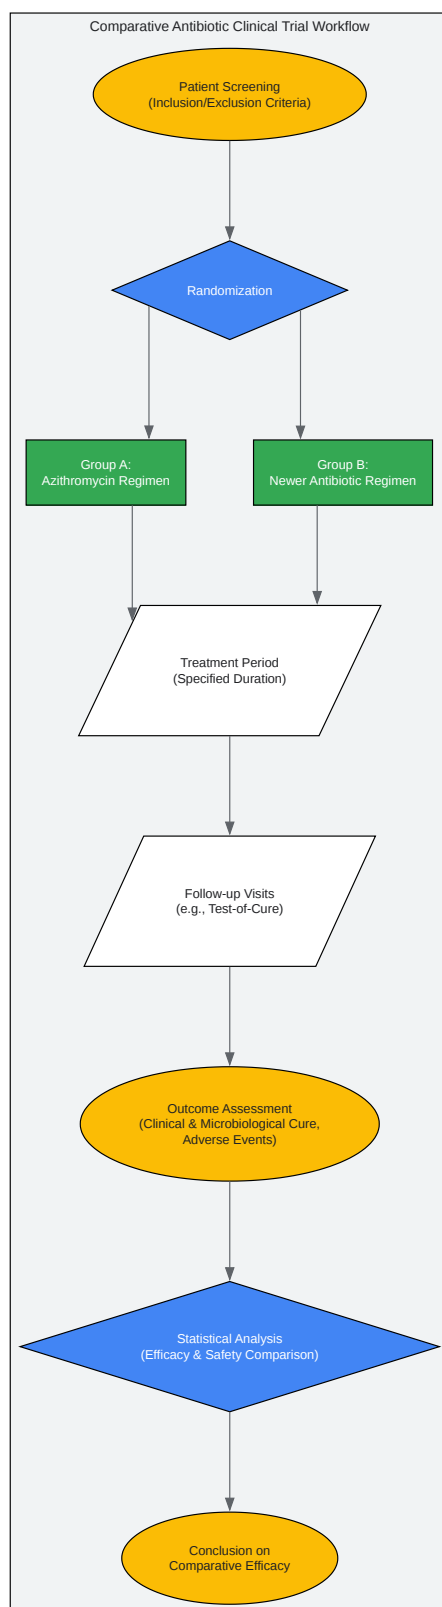 Comparative Antibiotic Clinical Trial Workflow
Patient Screening
(Inclusion/Exclusion Criteria)
Randomization
Group A:
Azithromycin Regimen
Group B:
Newer Antibiotic Regimen
Treatment Period
(Specified Duration)
Follow-up Visits
(e.g., Test-of-Cure)
Outcome Assessment
(Clinical & Microbiological Cure,
Adverse Events)
Statistical Analysis
(Efficacy & Safety Comparison)
Conclusion on
Comparative Efficacy